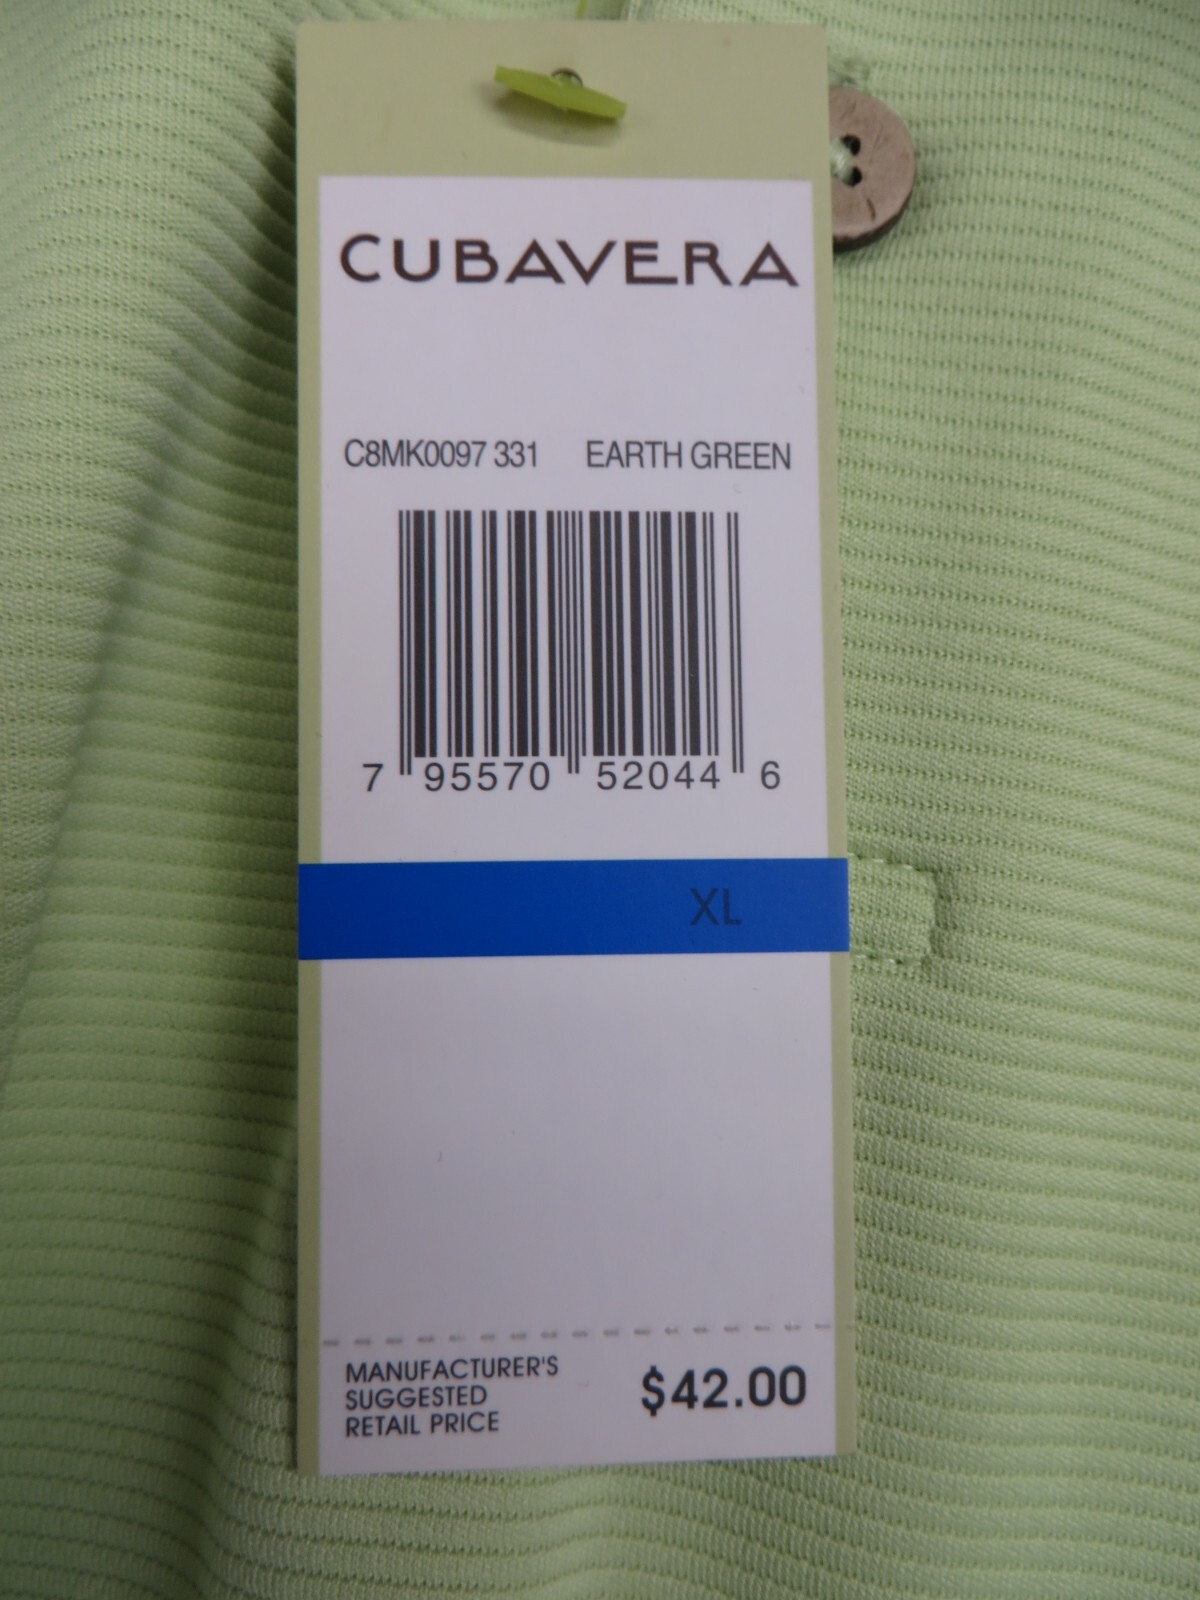 CUBAVERA
C8MK0097 331 EARTH GREEN
7 95570 52044 6
XL
MANUFACTURER'S
SUGGESTED
RETAIL PRICE
$42.00